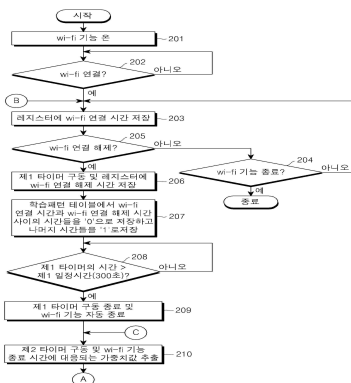 시작
wi-fi 기능 온
201
202
wi-fi 연결?
아니오
예
B
레지스터에 wi-fi 연결 시간 저장
203
205
wi-fi 연결 해제?
아니오
예
204
wi-fi 기능 종료?
아니오
예
종료
제1 타이머 구동 및 레지스터에
wi-fi 연결 해제 시간 저장
206
학습패턴 테이블에서 wi-fi
연결 시간과 wi-fi 연결 해제 시간
사이의 시간들을 '0'으로 저장하고
나머지 시간들을 '1'로저장
207
208
제1 타이머의 시간 >
제1 일정시간(300초)?
아니오
예
제1 타이머 구동 종료 및
wi-fi 기능 자동 종료
209
C
제2 타이머 구동 및 wi-fi 기능
종료 시간에 대응되는 가중치값 추출
210
A